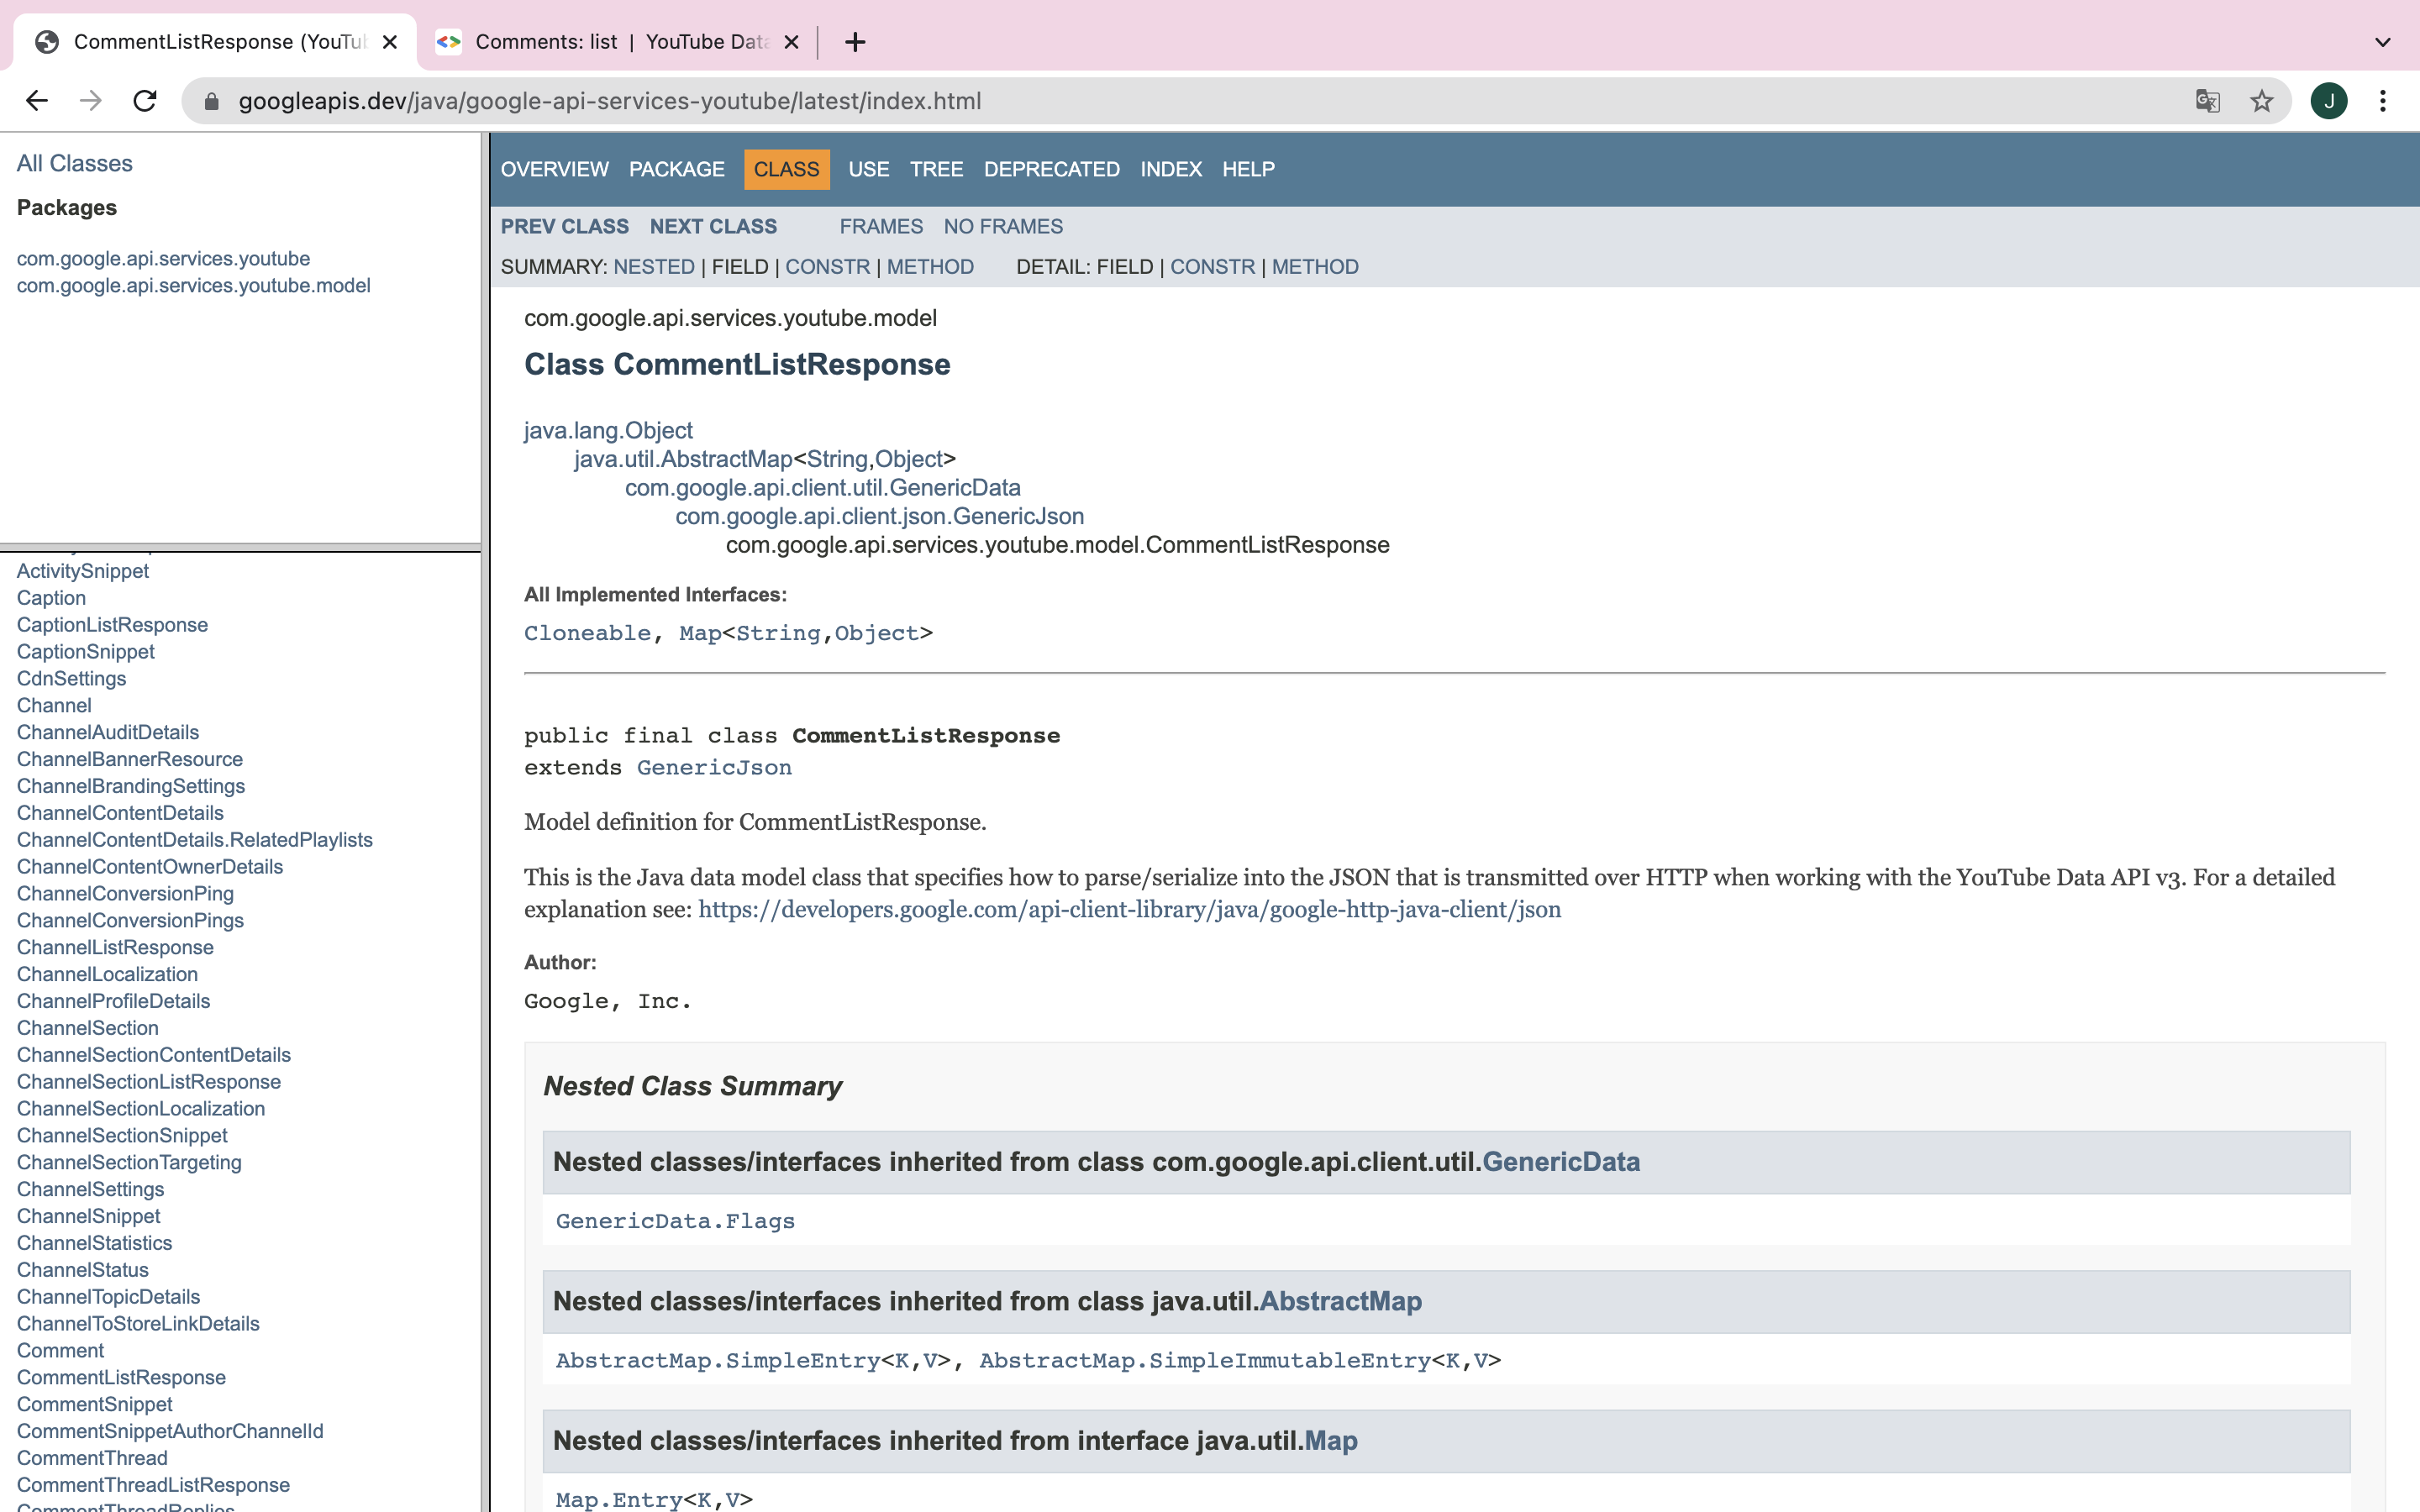 CommentListResponse (YouTu
Comments: list | YouTube Data
googleapis.dev/java/google-api-services-youtube/latest/index.html
J
All Classes
Packages
com.google.api.services.youtube
com.google.api.services.youtube.model
ActivitySnippet
Caption
CaptionListResponse
CaptionSnippet
CdnSettings
Channel
ChannelAuditDetails
ChannelBannerResource
ChannelBrandingSettings
ChannelContentDetails
ChannelContentDetails.RelatedPlaylists
ChannelContentOwnerDetails
ChannelConversionPing
ChannelConversionPings
ChannelListResponse
ChannelLocalization
ChannelProfileDetails
ChannelSection
ChannelSectionContentDetails
ChannelSectionListResponse
ChannelSectionLocalization
ChannelSectionSnippet
ChannelSectionTargeting
ChannelSettings
ChannelSnippet
ChannelStatistics
ChannelStatus
ChannelTopicDetails
ChannelToStoreLinkDetails
Comment
CommentListResponse
CommentSnippet
CommentSnippetAuthorChannelId
CommentThread
CommentThreadListResponse
CommentThreadReplies
OVERVIEW PACKAGE CLASS USE TREE DEPRECATED INDEX HELP
PREV CLASS NEXT CLASS FRAMES NO FRAMES
SUMMARY: NESTED | FIELD | CONSTR | METHOD DETAIL: FIELD | CONSTR | METHOD
com.google.api.services.youtube.model
Class CommentListResponse
java.lang.Object
java.util.AbstractMap<String,Object>
com.google.api.client.util.GenericData
com.google.api.client.json.GenericJson
com.google.api.services.youtube.model.CommentListResponse
All Implemented Interfaces:
Cloneable, Map<String,Object>
public final class CommentListResponse
extends GenericJson
Model definition for CommentListResponse.
This is the Java data model class that specifies how to parse/serialize into the JSON that is transmitted over HTTP when working with the YouTube Data API v3. For a detailed
explanation see: https://developers.google.com/api-client-library/java/google-http-java-client/json
Author:
Google, Inc.
Nested Class Summary
Nested classes/interfaces inherited from class com.google.api.client.util.GenericData
GenericData.Flags
Nested classes/interfaces inherited from class java.util.AbstractMap
AbstractMap.SimpleEntry<K,V>, AbstractMap.SimpleImmutableEntry<K,V>
Nested classes/interfaces inherited from interface java.util.Map
Map.Entry<K,V>